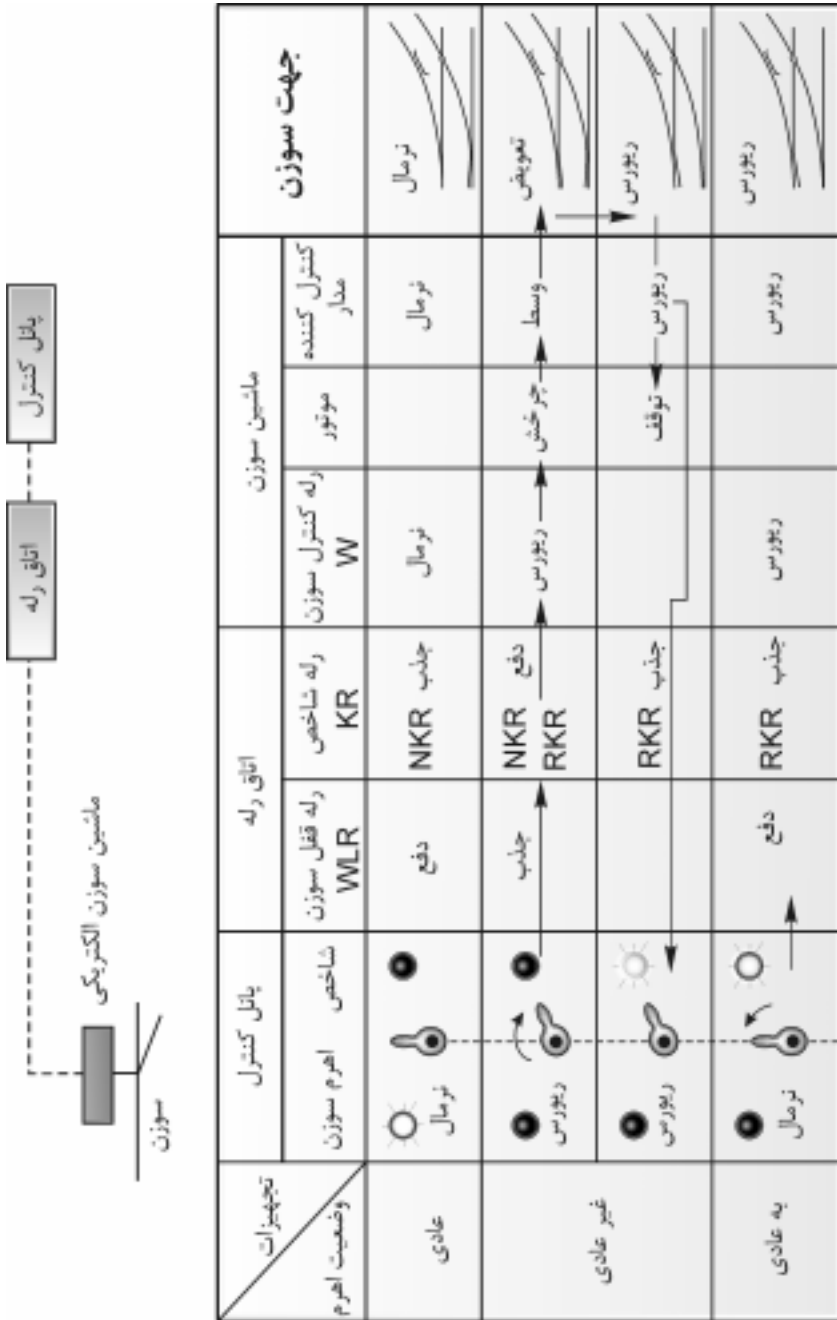 پانل کنترل
اتاق رله
ماشین سوزن الکتریکی
سوزن
تجهیزات
وضعیت اهرم
پانل کنترل
اتاق رله
ماشین سوزن
جهت سوزن
اهرم سوزن
شاخص
رله قفل سوزن
WLR
رله شاخص
KR
رله کنترل سوزن
W
موتور
مدار
کنترل کننده
عادی
نرمال
دفع
NKR جذب
نرمال
نرمال
نرمال
غیر عادی
ریورس
جذب
NKR دفع
RKR
ریورس
چرخش
وسط
تعویض
ریورس
RKR جذب
توقف
ریورس
ریورس
به عادی
نرمال
دفع
RKR جذب
ریورس
ریورس
ریورس